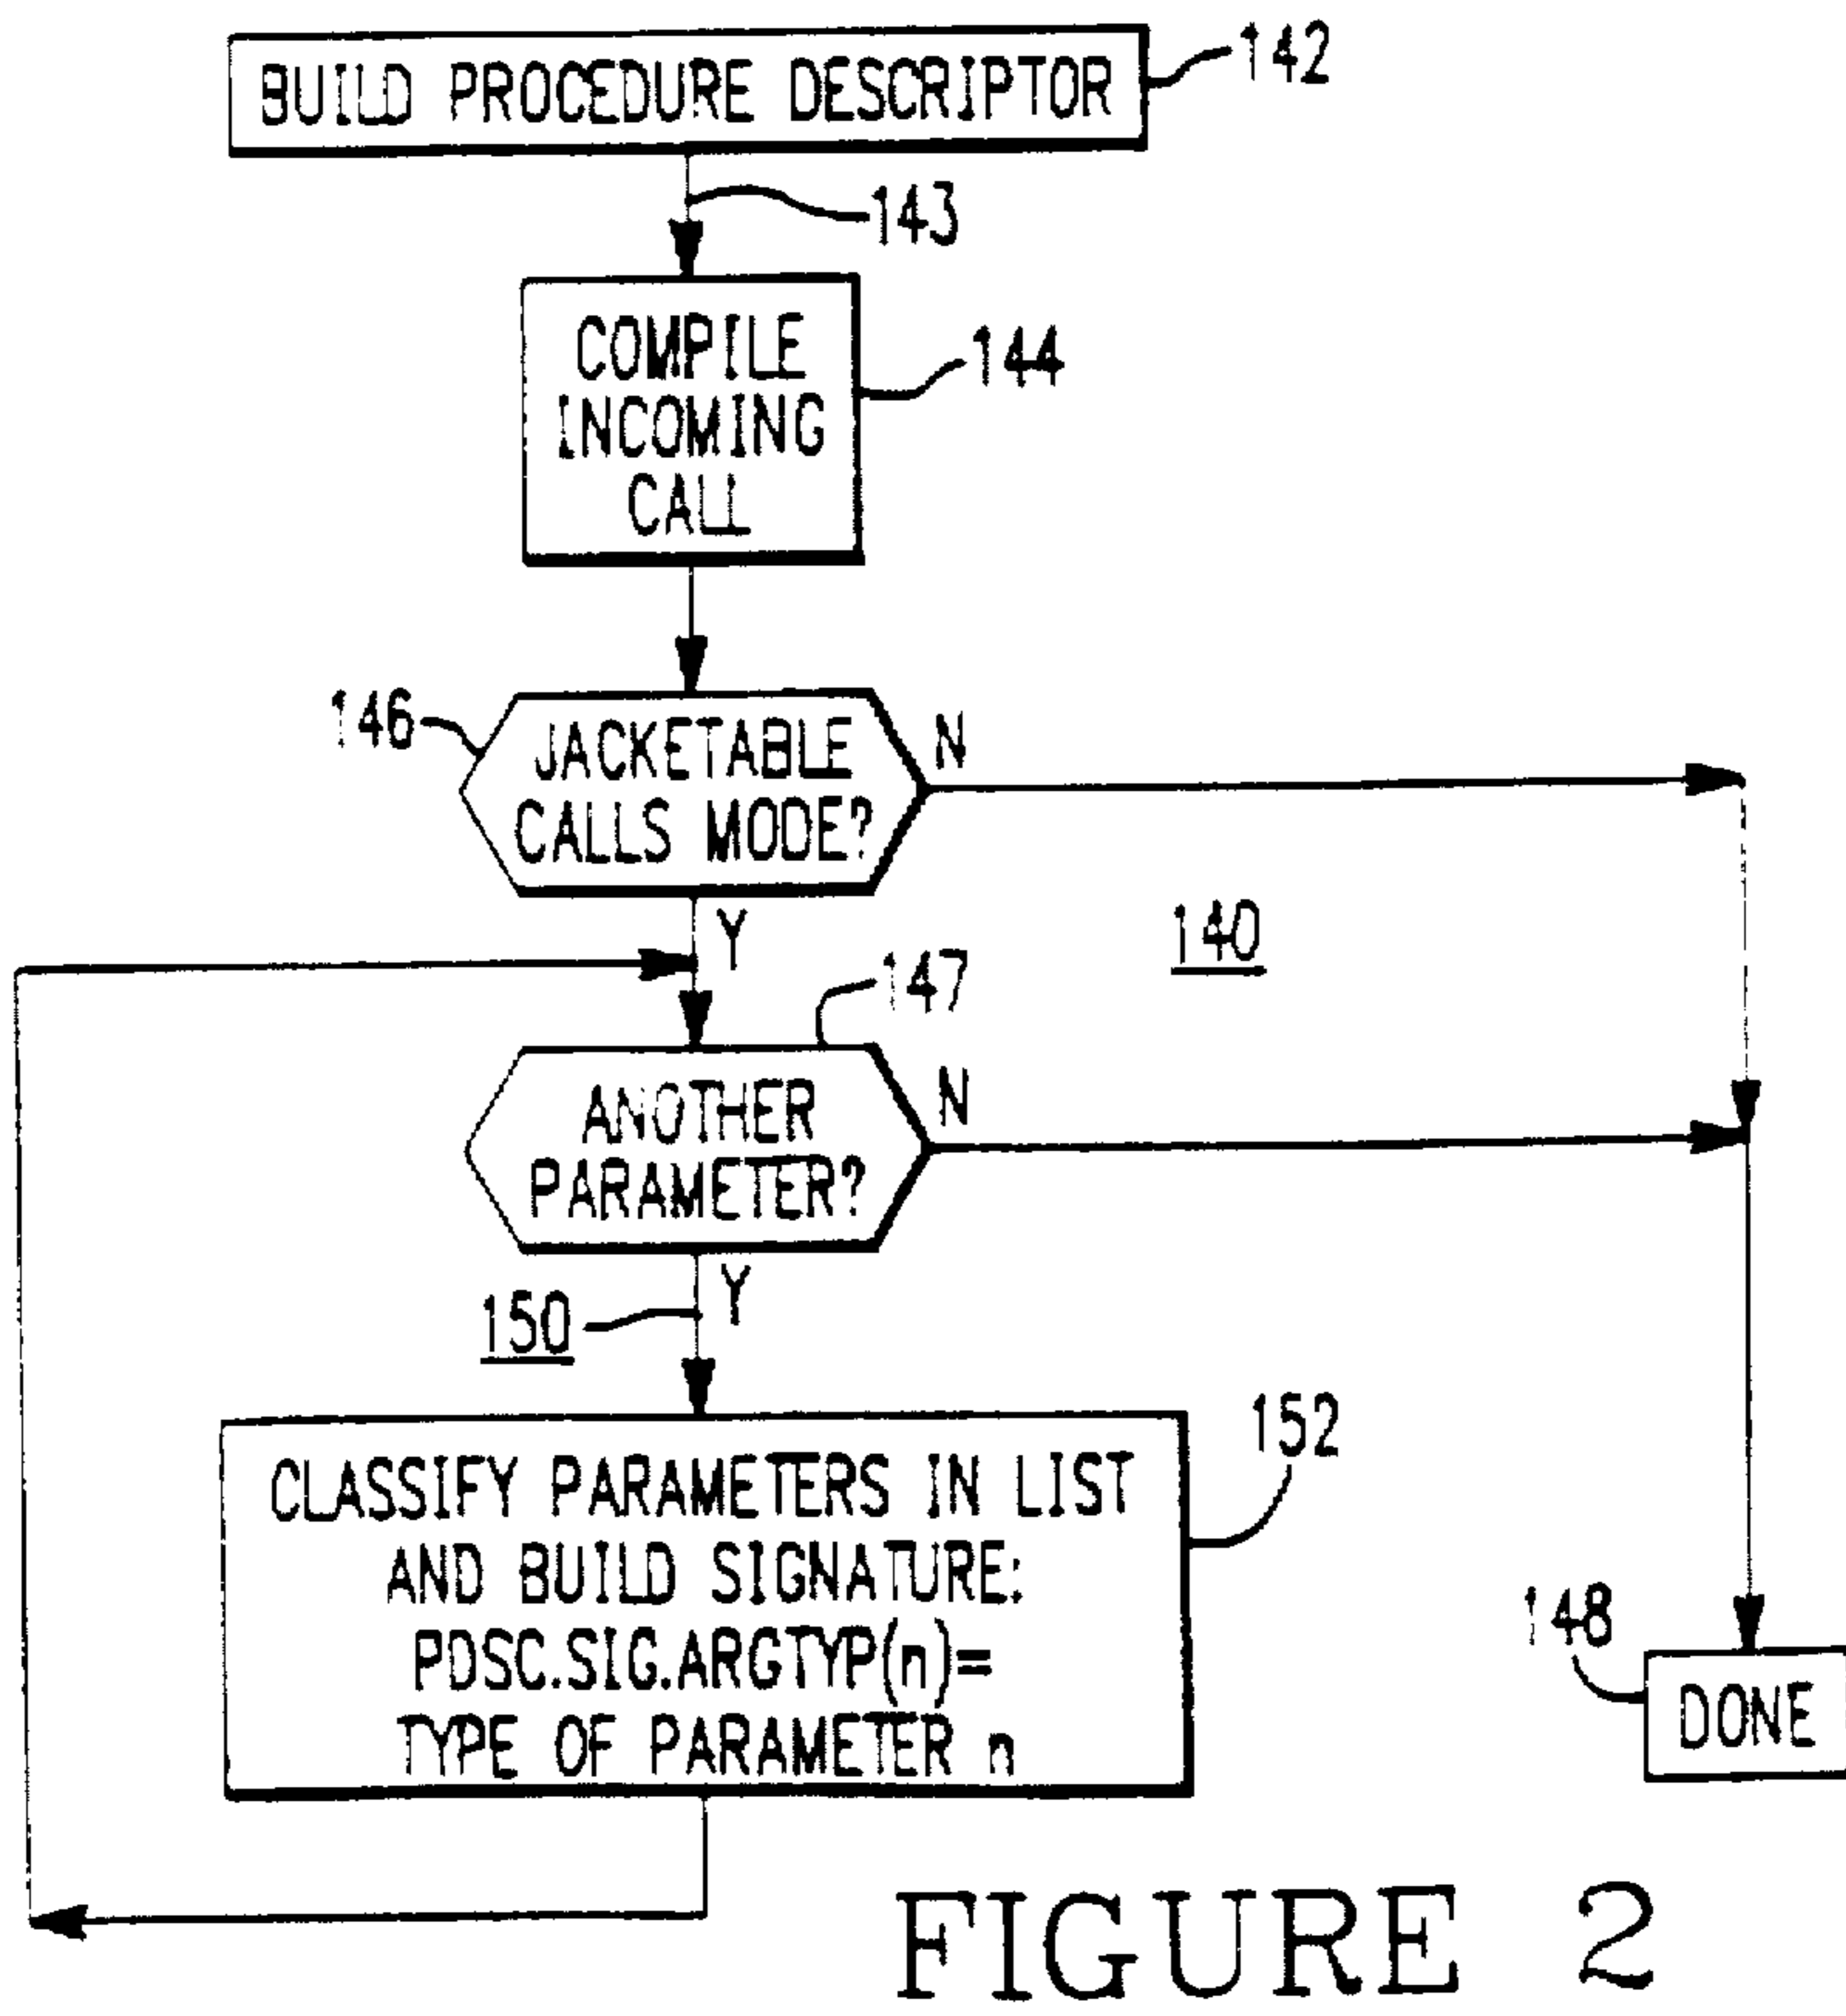 BUILD PROCEDURE DESCRIPTOR
142
143
COMPILE
INCOMING
CALL
144
146
JACKETABLE
CALLS MODE?
N
Y
140
147
ANOTHER
PARAMETER?
N
Y
150
152
CLASSIFY PARAMETERS IN LIST
AND BUILD SIGNATURE:
PDSC.SIG.ARGTYP(n)=
TYPE OF PARAMETER n
148
DONE
FIGURE 2